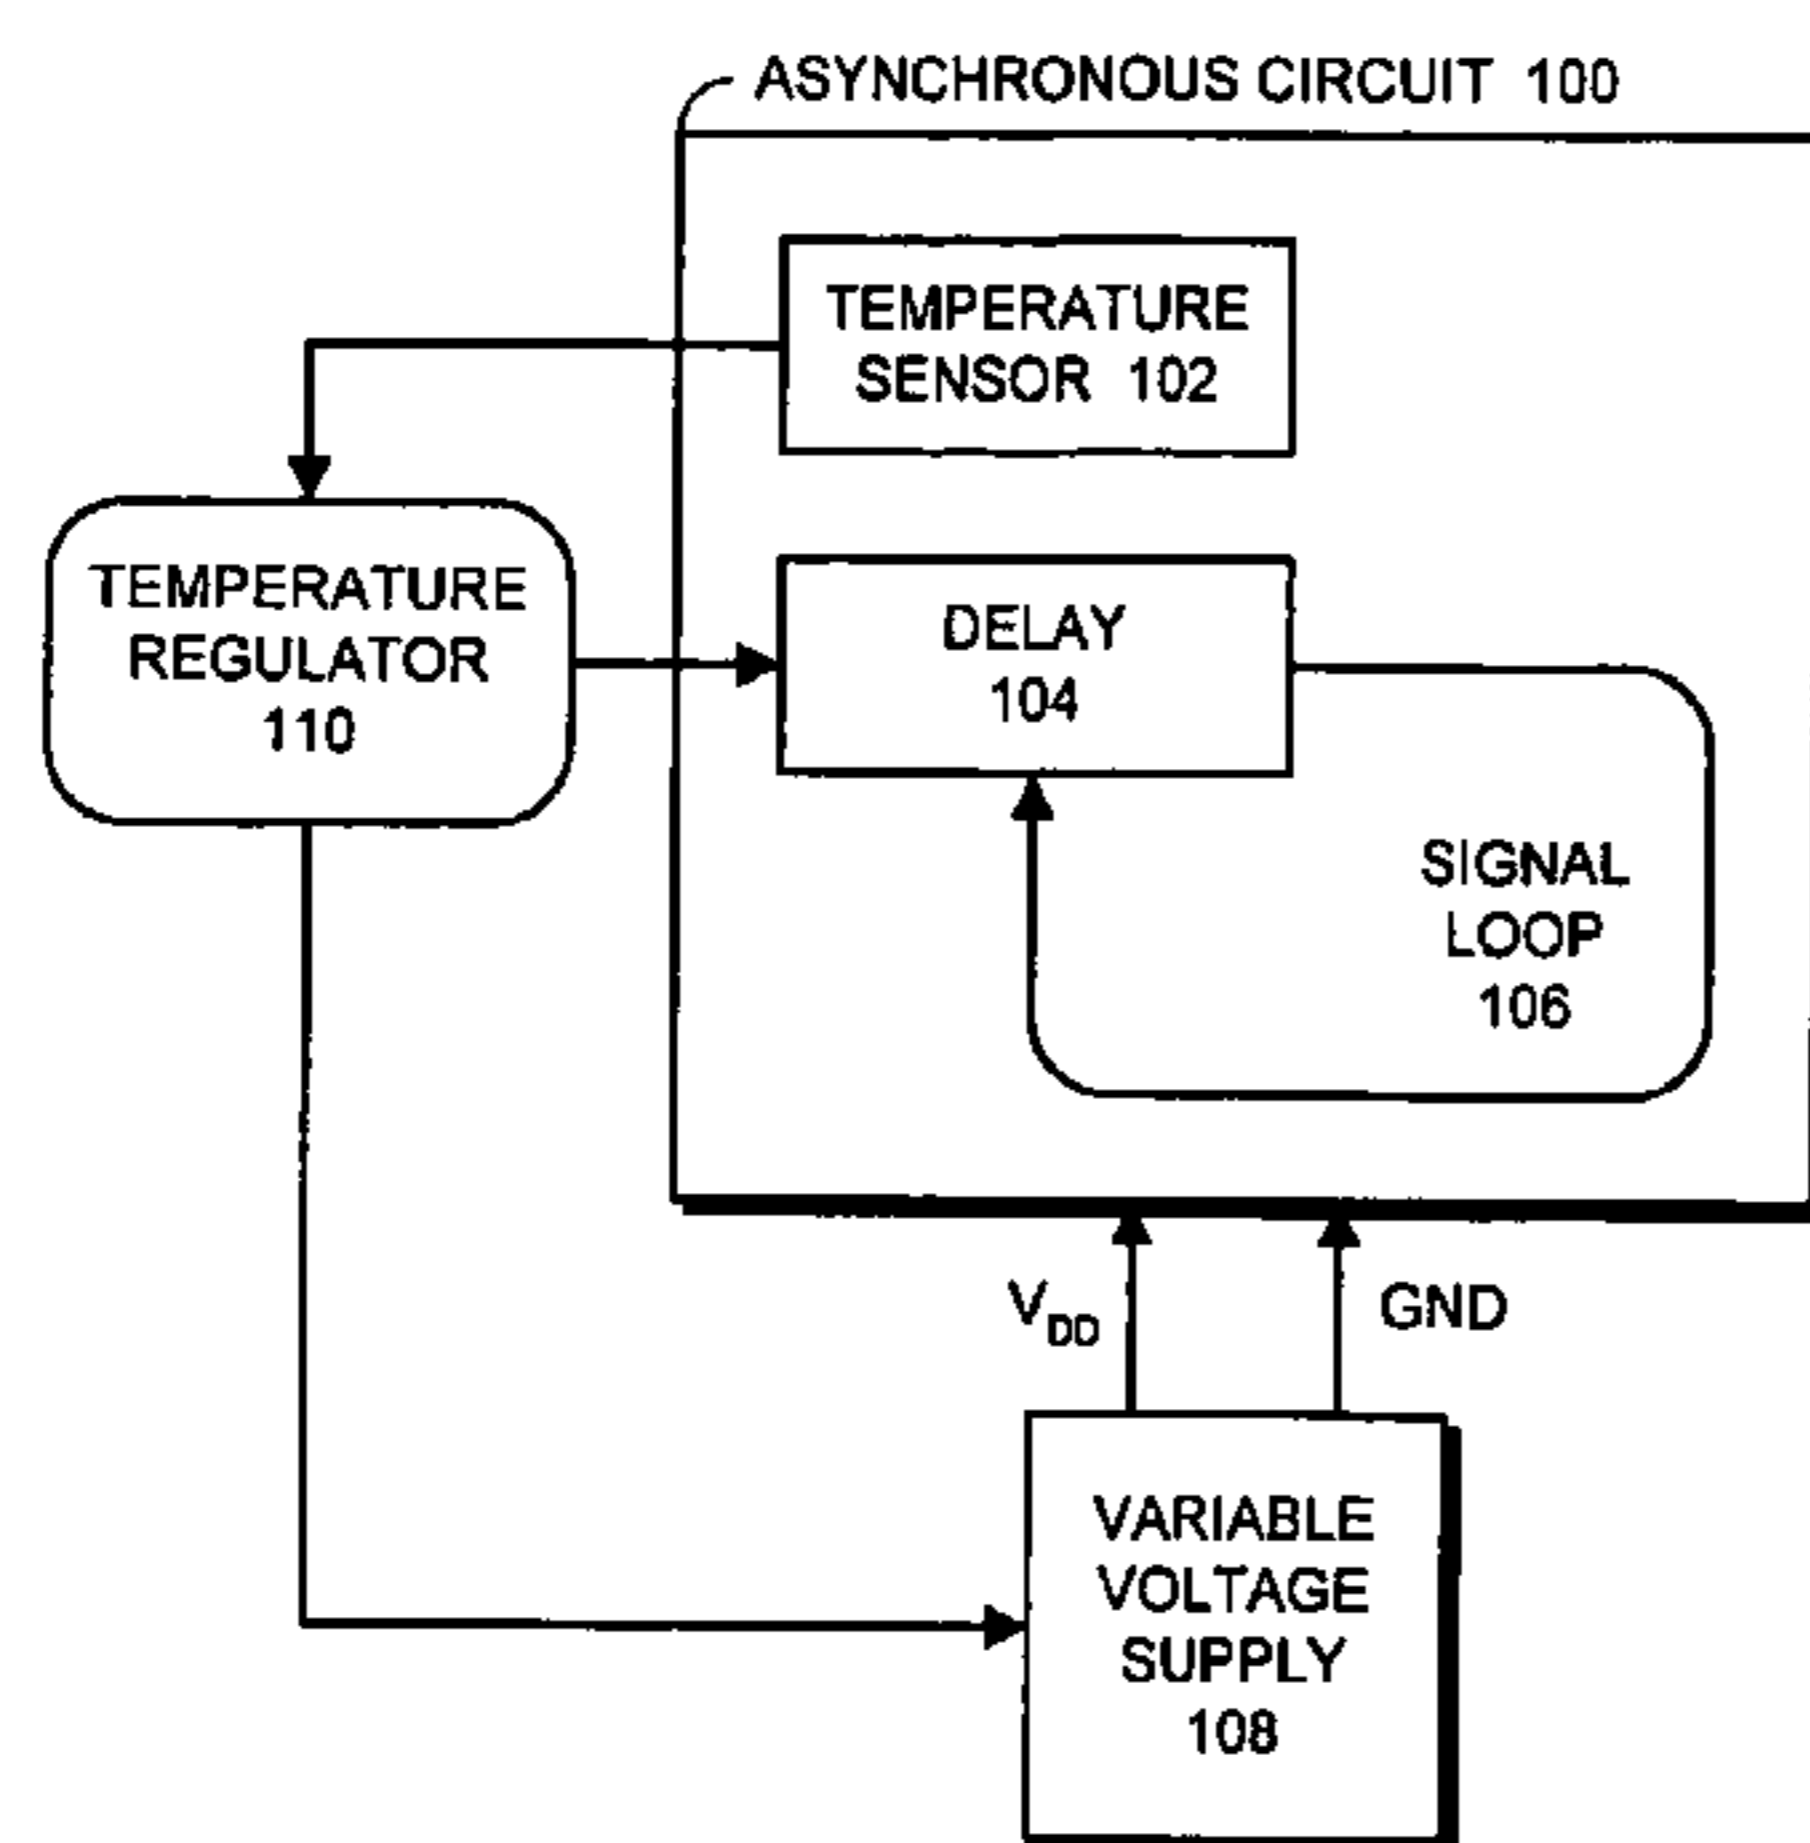 ASYNCHRONOUS CIRCUIT 100
TEMPERATURE
SENSOR 102
TEMPERATURE
REGULATOR
110
DELAY
104
SIGNAL
LOOP
106
VDD
GND
VARIABLE
VOLTAGE
SUPPLY
108